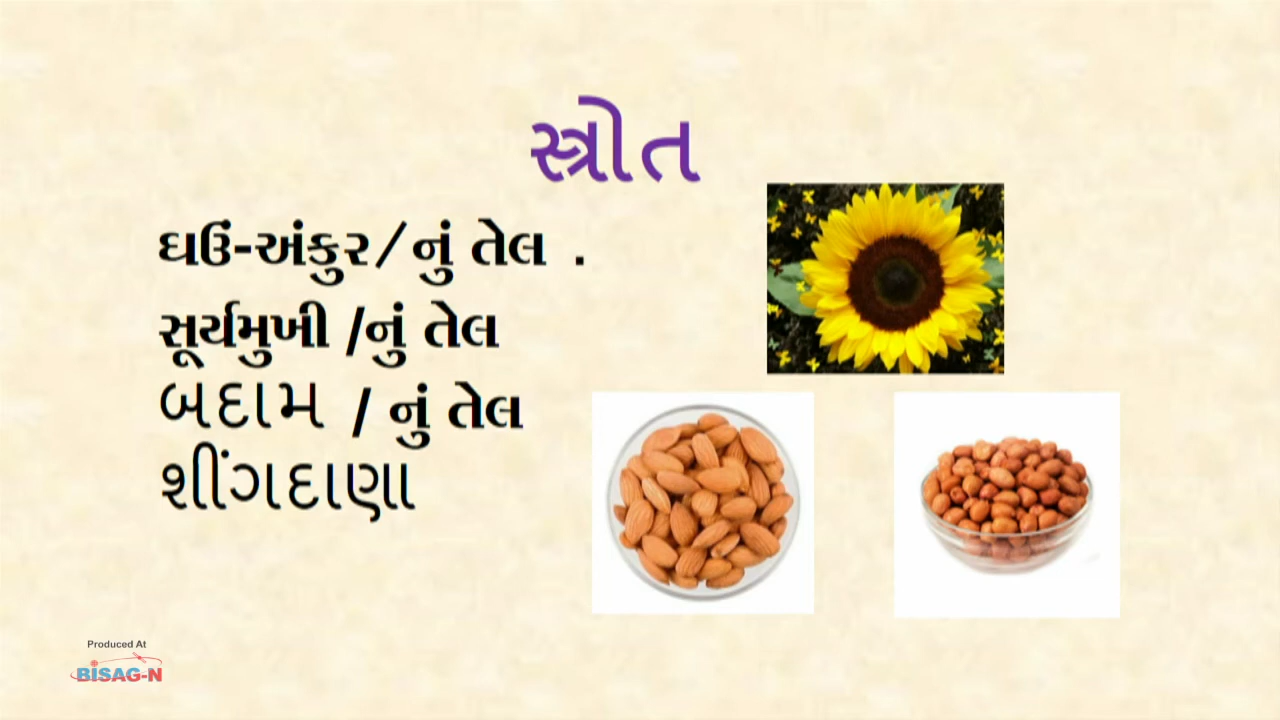 સ્ત્રોત
ઘઉં-અંકુર/નું તેલ .
સૂર્યમુખી /નું તેલ
બદામ / નું તેલ
શીંગદાણા
Produced At
BISAG-N